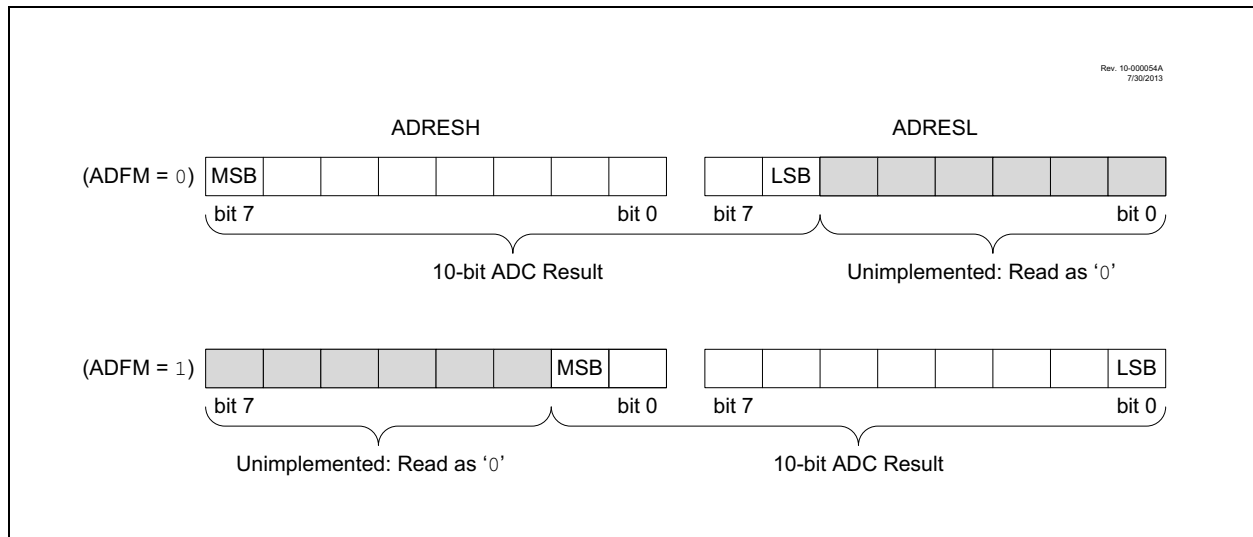 Rev. 10-000054A
7/30/2013
ADRESH ADRESL
(ADFM = 0) MSB LSB
bit 7 bit 0 bit 7 bit 0
10-bit ADC Result Unimplemented: Read as ‘0’
(ADFM = 1) MSB LSB
bit 7 bit 0 bit 7 bit 0
Unimplemented: Read as ‘0’ 10-bit ADC Result